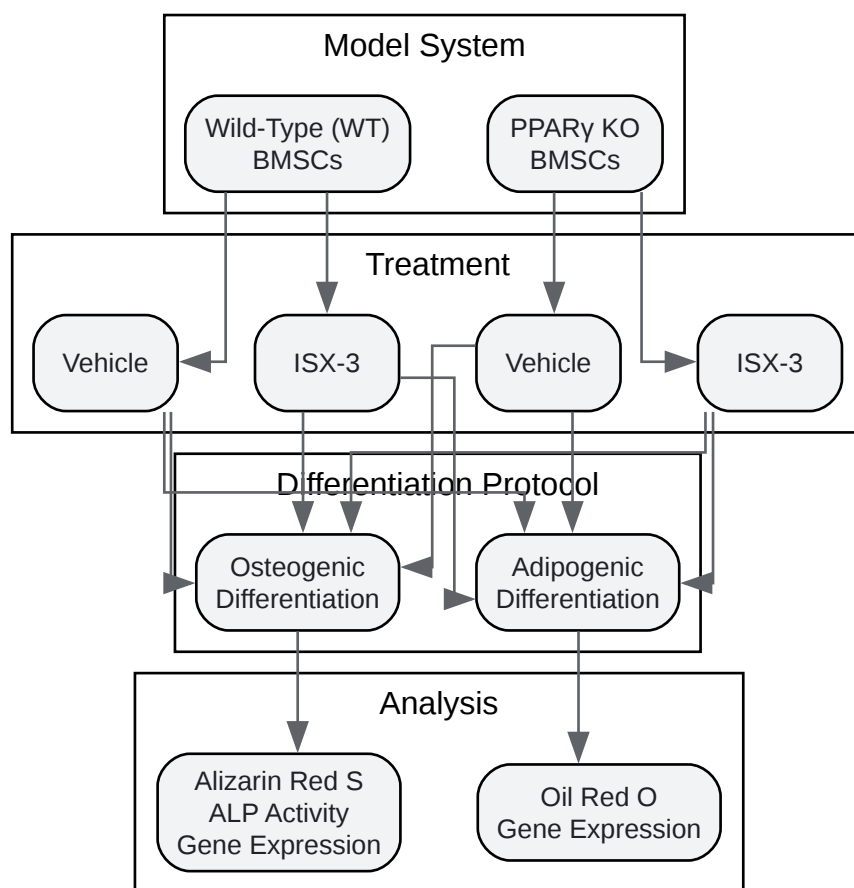 Model System
Wild-Type (WT)
BMSCs
PPARγ KO
BMSCs
Treatment
Vehicle
ISX-3
Vehicle
ISX-3
Differentiation Protocol
Osteogenic
Differentiation
Adipogenic
Differentiation
Analysis
Alizarin Red S
ALP Activity
Gene Expression
Oil Red O
Gene Expression